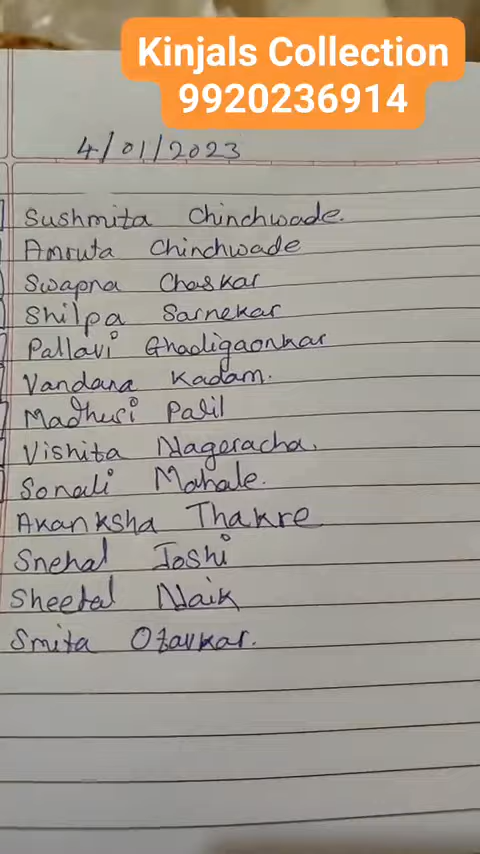 Kinjals Collection
9920236914
4/01/2023
Sushmita Chinchwade.
Amruta Chinchwade
Swapna Chaskar
Shilpa Sarnekar
Pallavi Ghadigaonkar
Vandana Kadam.
Madhuri Palil
Vishita Nageracha.
Sonali Mahale.
Akanksha Thakre
Snehal Joshi
Sheetal Naik
Smita Ozarkar.